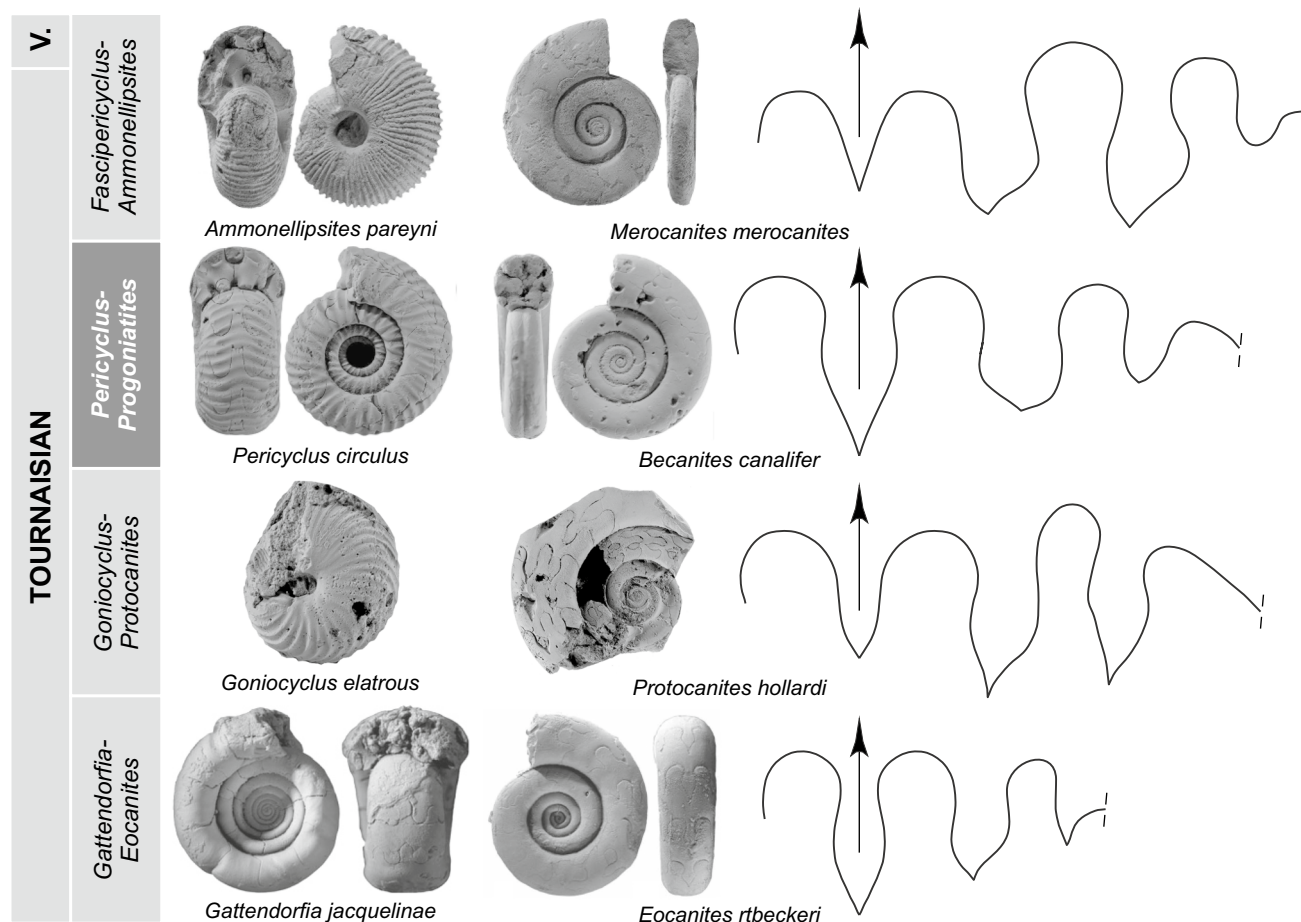 V.
TOURNAISIAN
Fascipericyclus-
Ammonellipsites
Ammonellipsites pareyni
Merocanites merocanites
Pericyclus-
Progoniatites
Pericyclus circulus
Becanites canalifer
Goniocyclus-
Protocanites
Goniocyclus elatrous
Protocanites hollardi
Gattendorfia-
Eocanites
Gattendorfia jacquelinae
Eocanites rtbeckeri